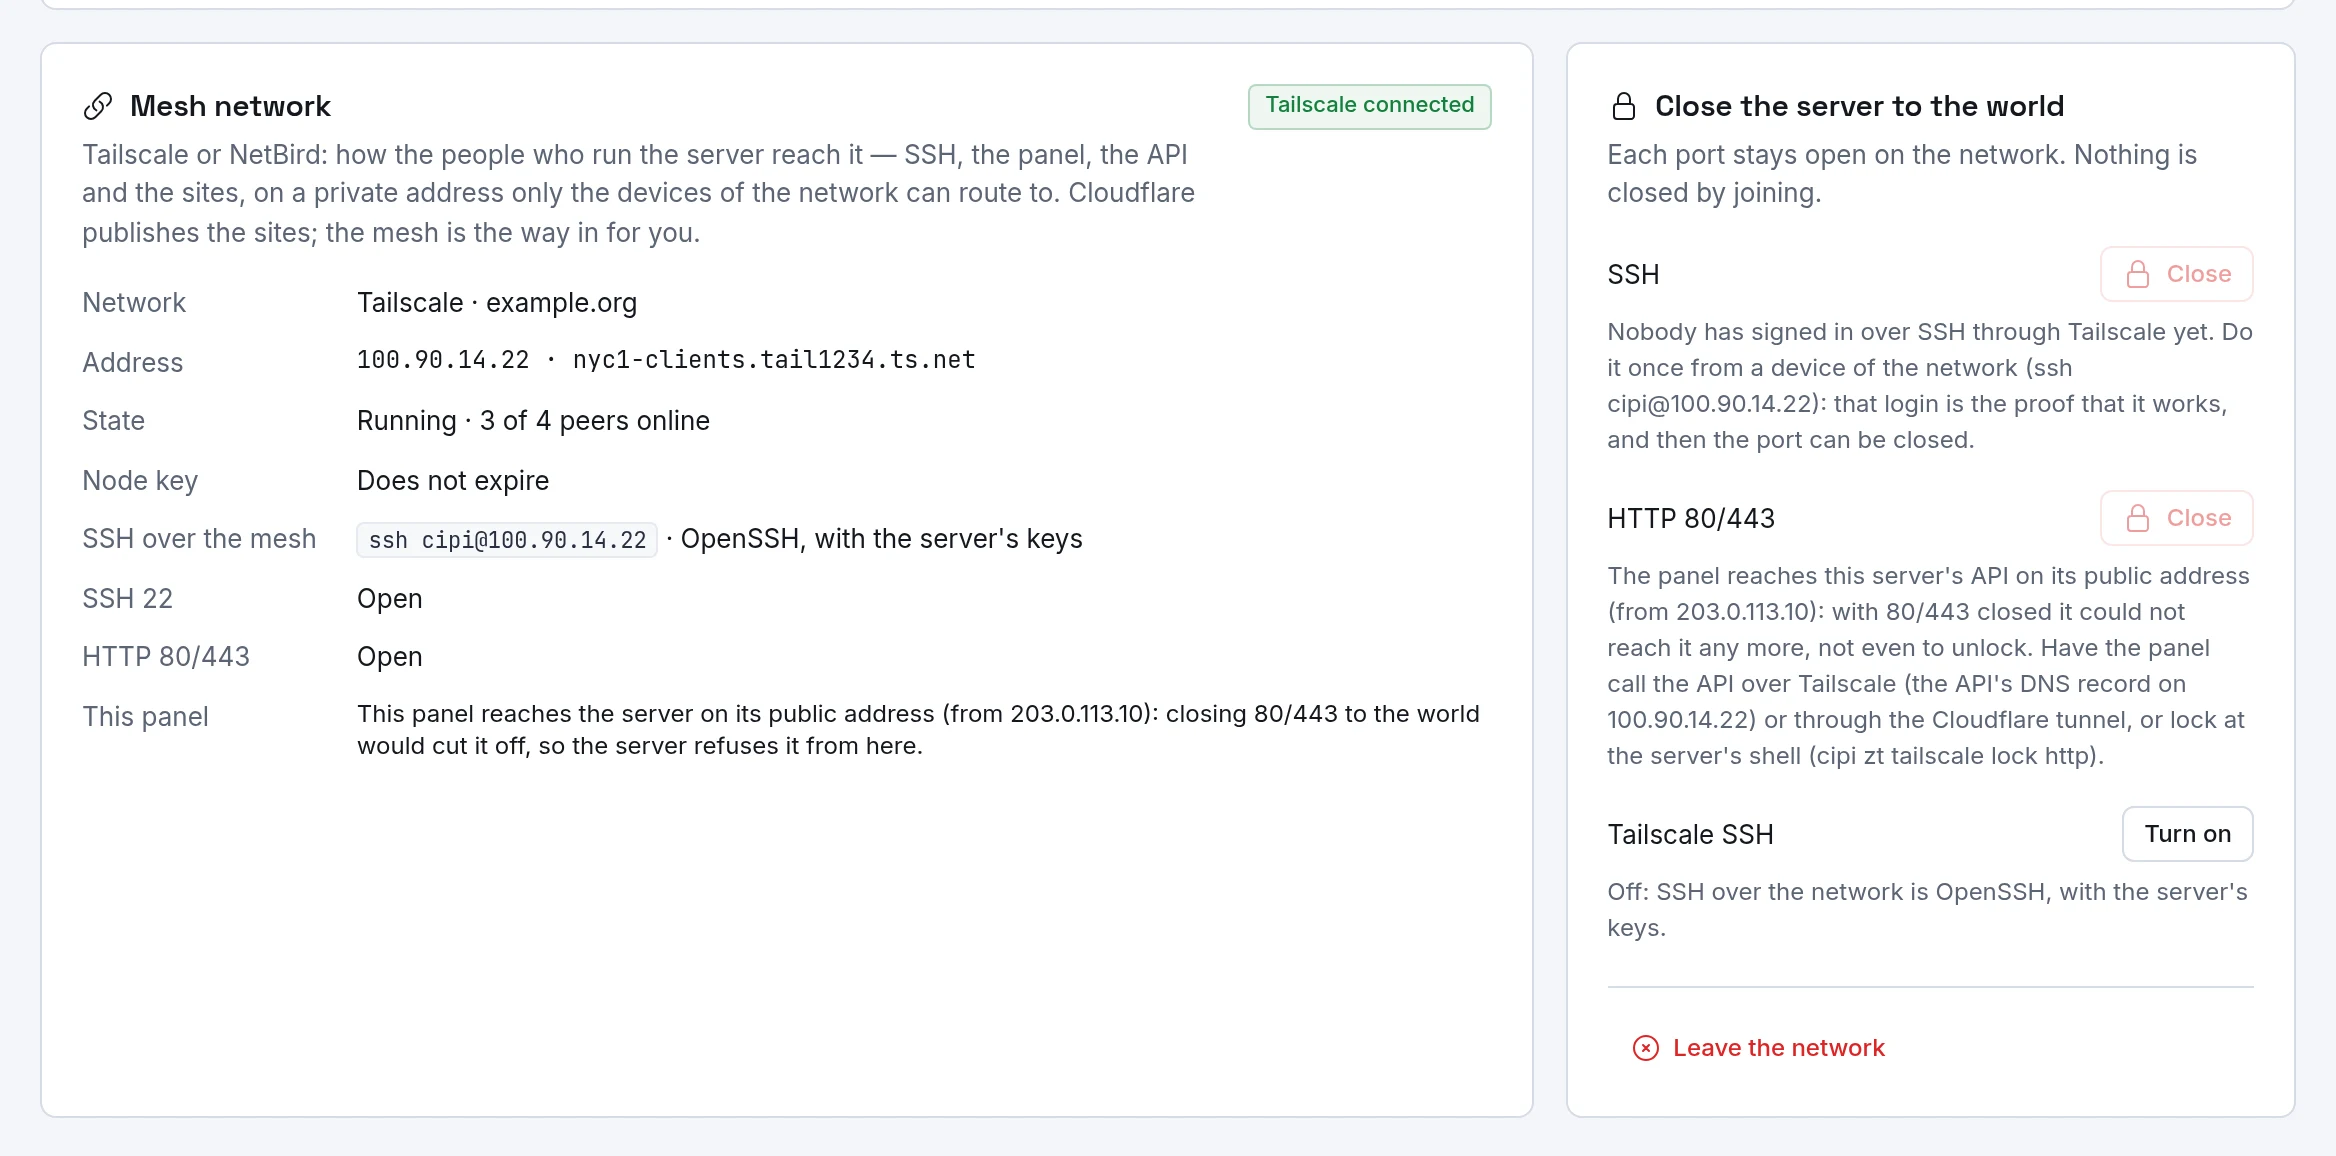 Mesh network
Tailscale connected
Tailscale or NetBird: how the people who run the server reach it — SSH, the panel, the API
and the sites, on a private address only the devices of the network can route to. Cloudflare
publishes the sites; the mesh is the way in for you.
Network
Tailscale · example.org
Address
100.90.14.22 · nyc1-clients.tail1234.ts.net
State
Running · 3 of 4 peers online
Node key
Does not expire
SSH over the mesh
ssh cipi@100.90.14.22 · OpenSSH, with the server's keys
SSH 22
Open
HTTP 80/443
Open
This panel
This panel reaches the server on its public address (from 203.0.113.10): closing 80/443 to the world
would cut it off, so the server refuses it from here.
Close the server to the world
Each port stays open on the network. Nothing is
closed by joining.
SSH
Close
Nobody has signed in over SSH through Tailscale yet. Do
it once from a device of the network (ssh
cipi@100.90.14.22): that login is the proof that it works,
and then the port can be closed.
HTTP 80/443
Close
The panel reaches this server's API on its public address
(from 203.0.113.10): with 80/443 closed it could not
reach it any more, not even to unlock. Have the panel
call the API over Tailscale (the API's DNS record on
100.90.14.22) or through the Cloudflare tunnel, or lock at
the server's shell (cipi zt tailscale lock http).
Tailscale SSH
Turn on
Off: SSH over the network is OpenSSH, with the server's
keys.
Leave the network